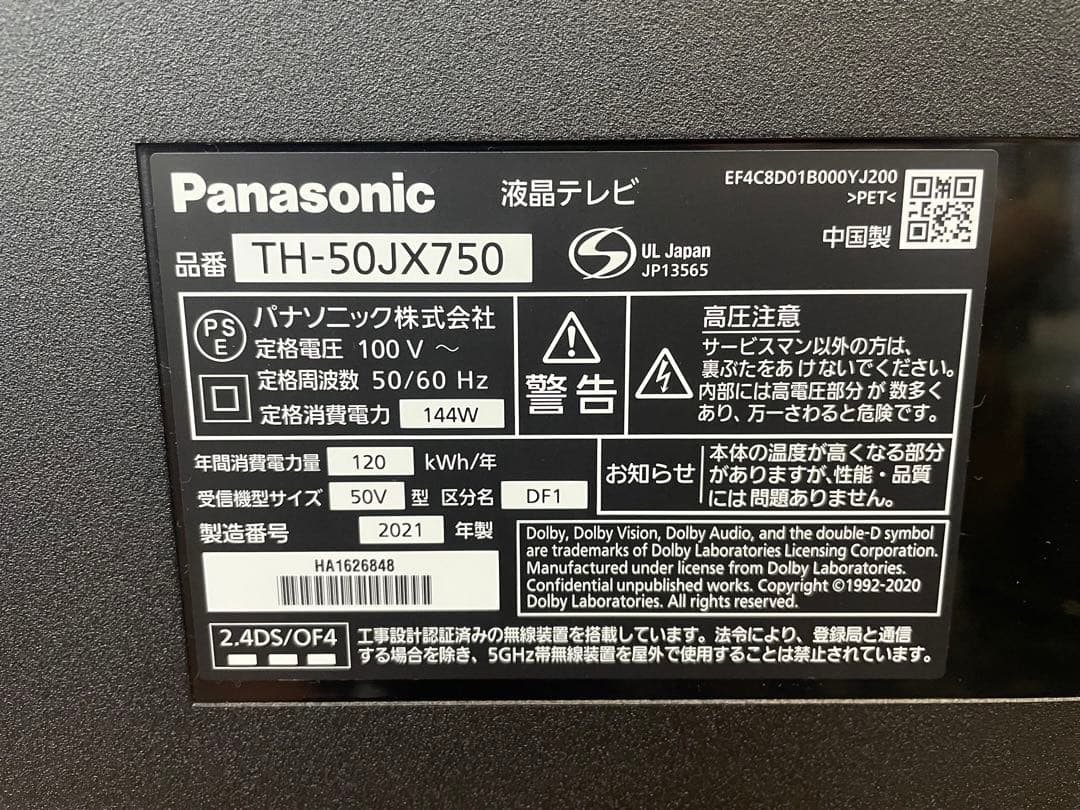 Panasonic 液晶テレビ
EF4C8D01B000YJ200
>PET<
中国製
品番 TH-50JX750
UL Japan
JP13565
PS
E
パナソニック株式会社
定格電圧 100 V ～
定格周波数 50/60 Hz
定格消費電力 144W
警告
高圧注意
サービスマン以外の方は、
裏ぶたをあけないでください。
内部には高電圧部分が数多く
あり、万一さわると危険です。
年間消費電力量 120 kWh/年
受信機型サイズ 50V 型 区分名 DF1
お知らせ
本体の温度が高くなる部分
がありますが、性能・品質
には問題ありません。
製造番号 2021 年製
HA1626848
Dolby, Dolby Vision, Dolby Audio, and the double-D symbol
are trademarks of Dolby Laboratories Licensing Corporation.
Manufactured under license from Dolby Laboratories.
Confidential unpublished works. Copyright ©1992-2020
Dolby Laboratories. All rights reserved.
2.4DS/OF4
工事設計認証済みの無線装置を搭載しています。法令により、登録局と通信
する場合を除き、5GHz帯無線装置を屋外で使用することは禁止されています。